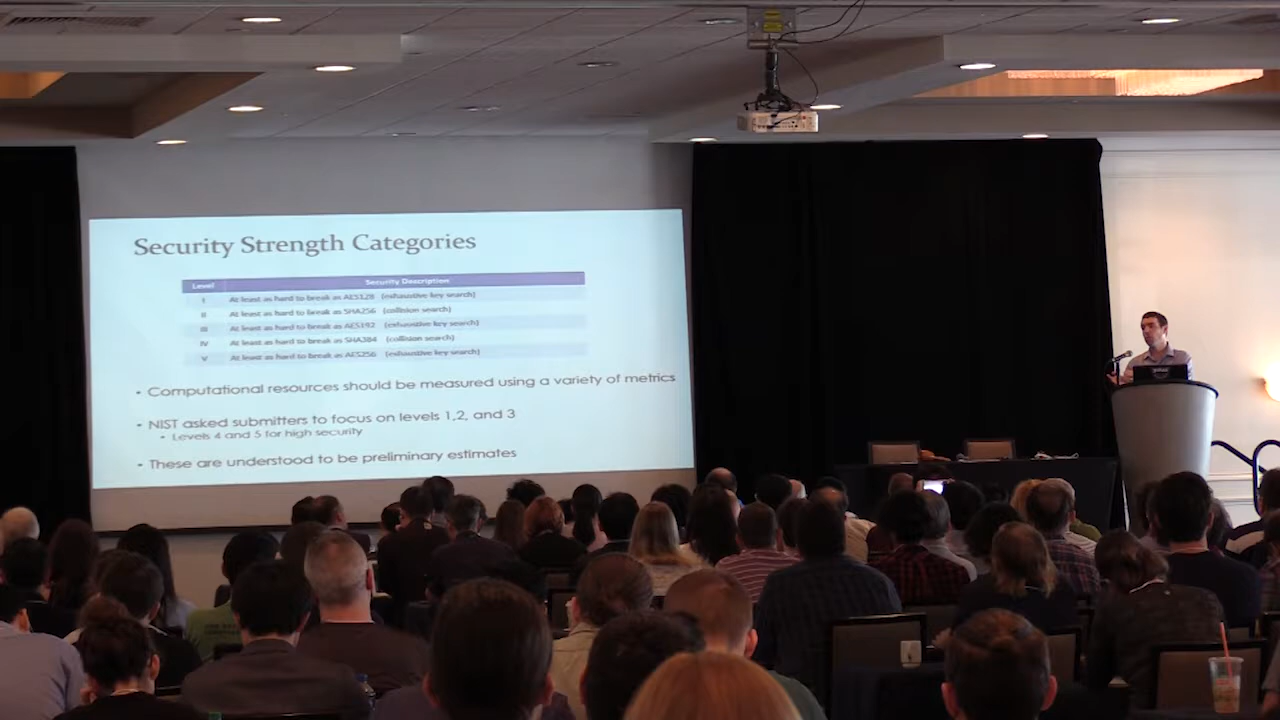 Security Strength Categories
Level Security Description
I At least as hard to break as AES128 (exhaustive key search)
II At least as hard to break as SHA256 (collision search)
III At least as hard to break as AES192 (exhaustive key search)
IV At least as hard to break as SHA384 (collision search)
V At least as hard to break as AES256 (exhaustive key search)
• Computational resources should be measured using a variety of metrics
• NIST asked submitters to focus on levels 1,2, and 3
• Levels 4 and 5 for high security
• These are understood to be preliminary estimates